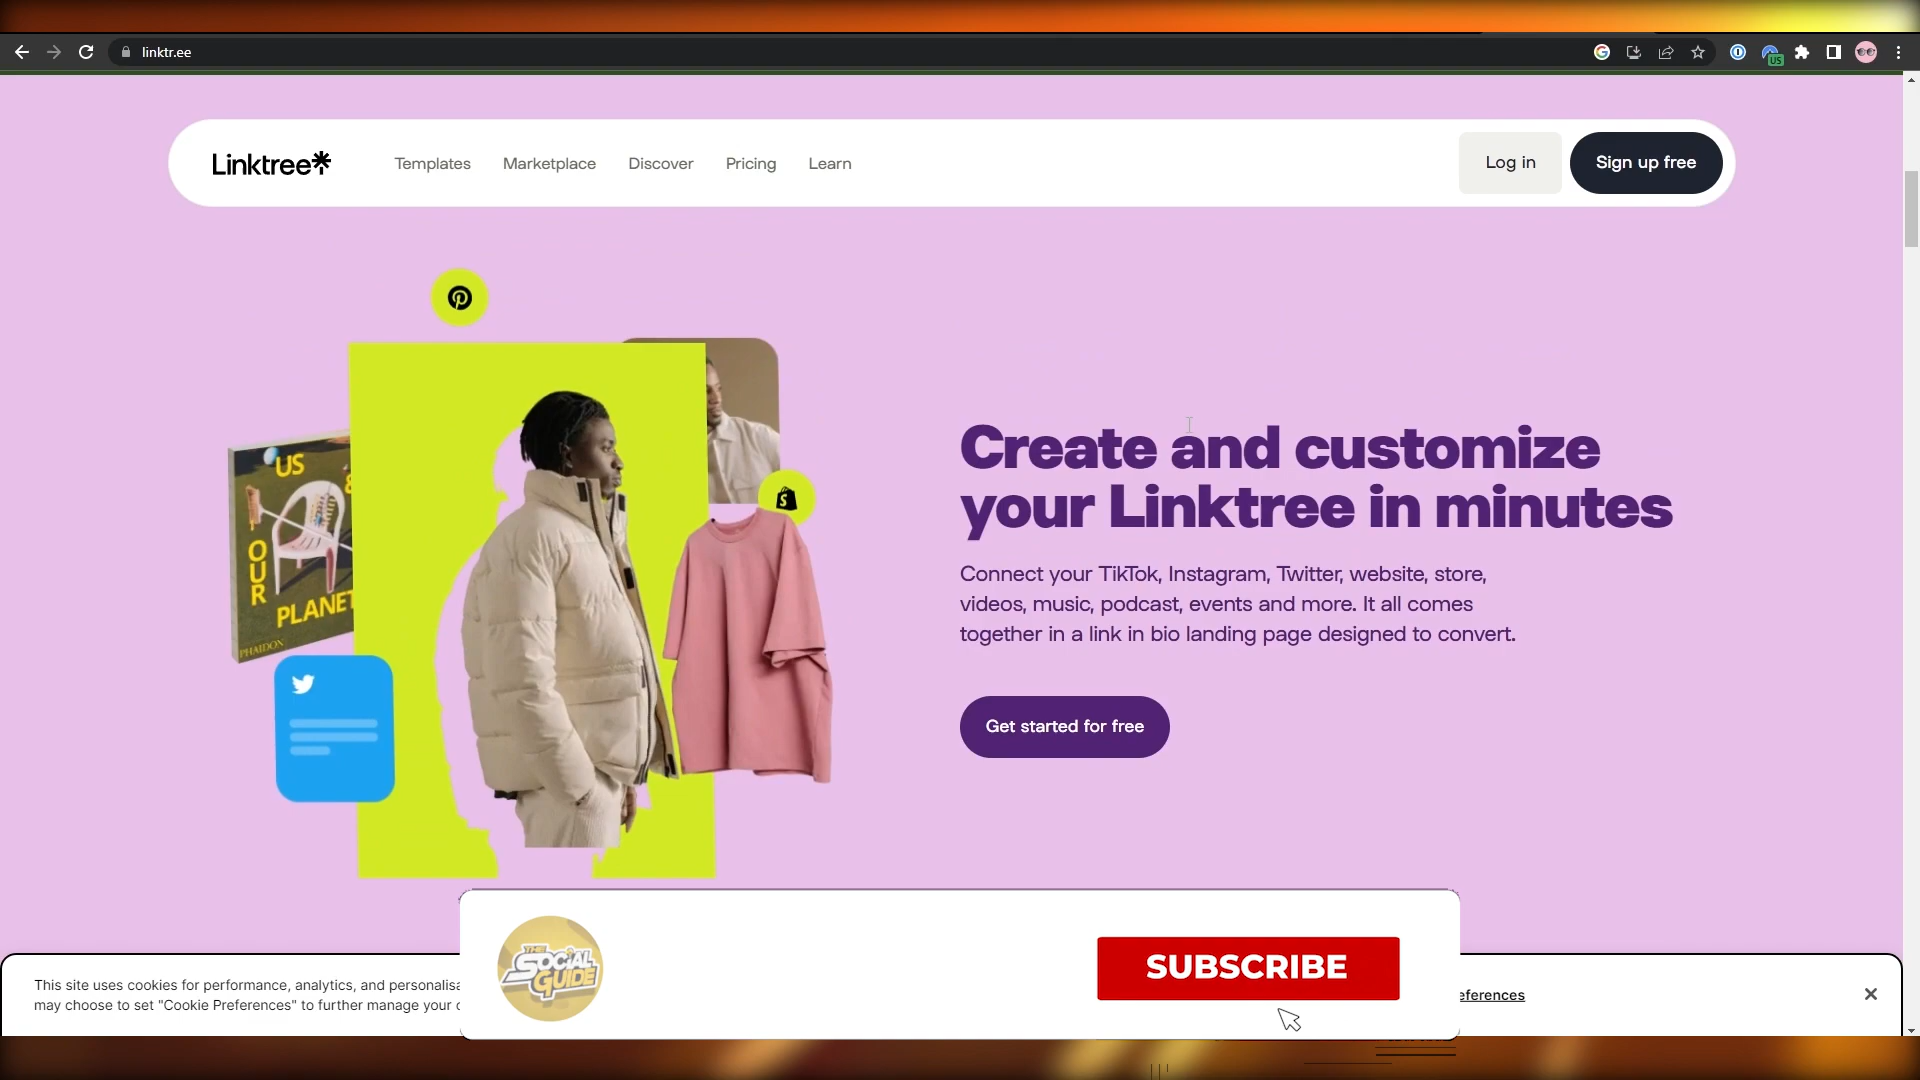 linktr.ee
US
Linktree
Templates
Marketplace
Discover
Pricing
Learn
Log in
Sign up free
US &
YOUR
PLANET
PHAIDON
Create and customize
your Linktree in minutes
Connect your TikTok, Instagram, Twitter, website, store,
videos, music, podcast, events and more. It all comes
together in a link in bio landing page designed to convert.
Get started for free
This site uses cookies for performance, analytics, and personalisa
may choose to set "Cookie Preferences" to further manage your
eferences
THE
SOCIAL
GUIDE
SUBSCRIBE